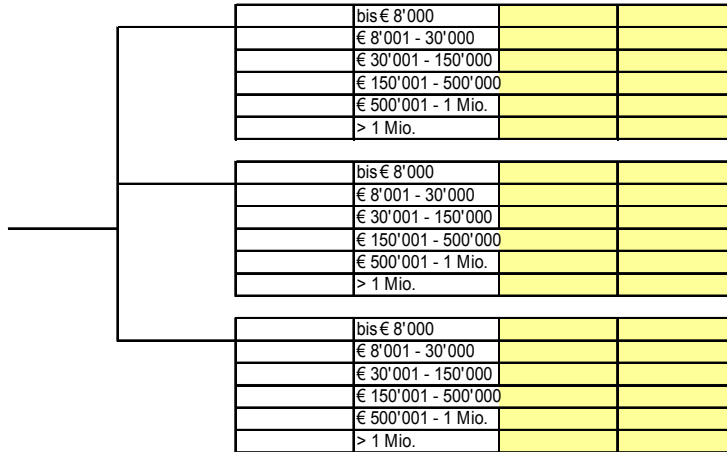 bis € 8'000
€ 8'001 - 30'000
€ 30'001 - 150'000
€ 150'001 - 500'000
€ 500'001 - 1 Mio.
> 1 Mio.
bis € 8'000
€ 8'001 - 30'000
€ 30'001 - 150'000
€ 150'001 - 500'000
€ 500'001 - 1 Mio.
> 1 Mio.
bis € 8'000
€ 8'001 - 30'000
€ 30'001 - 150'000
€ 150'001 - 500'000
€ 500'001 - 1 Mio.
> 1 Mio.